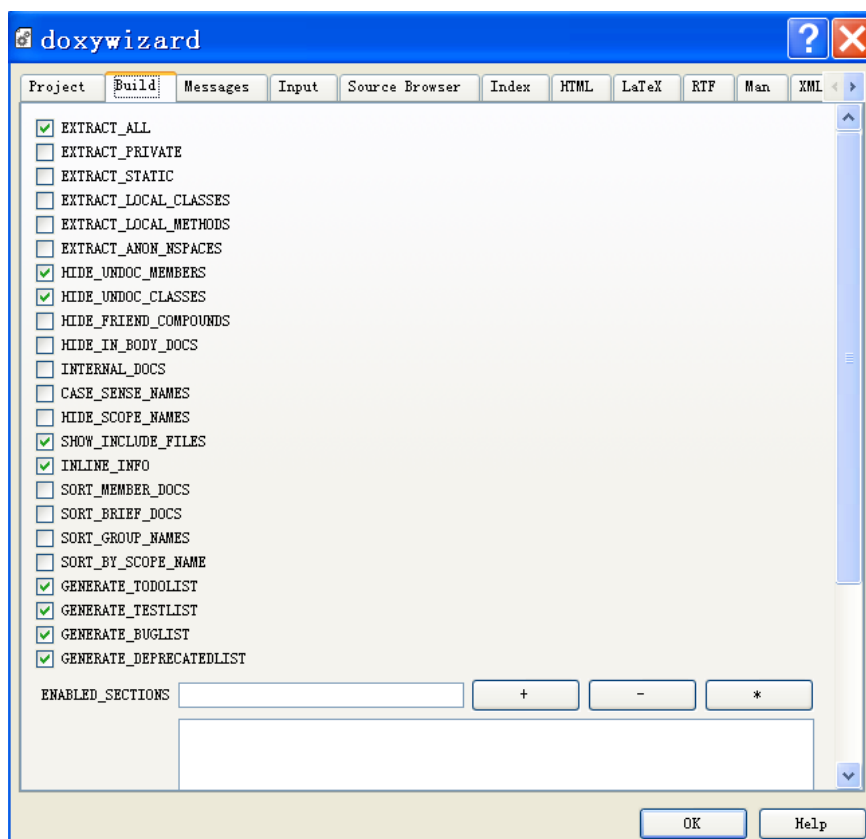 doxywizard
Project Build Messages Input Source Browser Index HTML LaTeX RTF Man XML
EXTRACT_ALL
EXTRACT_PRIVATE
EXTRACT_STATIC
EXTRACT_LOCAL_CLASSES
EXTRACT_LOCAL_METHODS
EXTRACT_ANON_NSPACES
HIDE_UNDOC_MEMBERS
HIDE_UNDOC_CLASSES
HIDE_FRIEND_COMPOUNDS
HIDE_IN_BODY_DOCS
INTERNAL_DOCS
CASE_SENSE_NAMES
HIDE_SCOPE_NAMES
SHOW_INCLUDE_FILES
INLINE_INFO
SORT_MEMBER_DOCS
SORT_BRIEF_DOCS
SORT_GROUP_NAMES
SORT_BY_SCOPE_NAME
GENERATE_TODOLIST
GENERATE_TESTLIST
GENERATE_BUGLIST
GENERATE_DEPRECATEDLIST
ENABLED_SECTIONS + - *
OK Help